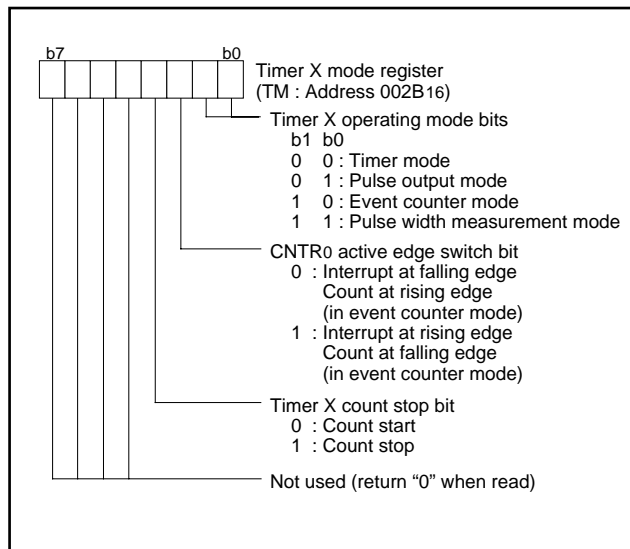 b7 b0
Timer X mode register
(TM : Address 002B16)
Timer X operating mode bits
b1 b0
0 0 : Timer mode
0 1 : Pulse output mode
1 0 : Event counter mode
1 1 : Pulse width measurement mode
CNTR0 active edge switch bit
0 : Interrupt at falling edge
Count at rising edge
(in event counter mode)
1 : Interrupt at rising edge
Count at falling edge
(in event counter mode)
Timer X count stop bit
0 : Count start
1 : Count stop
Not used (return “0” when read)